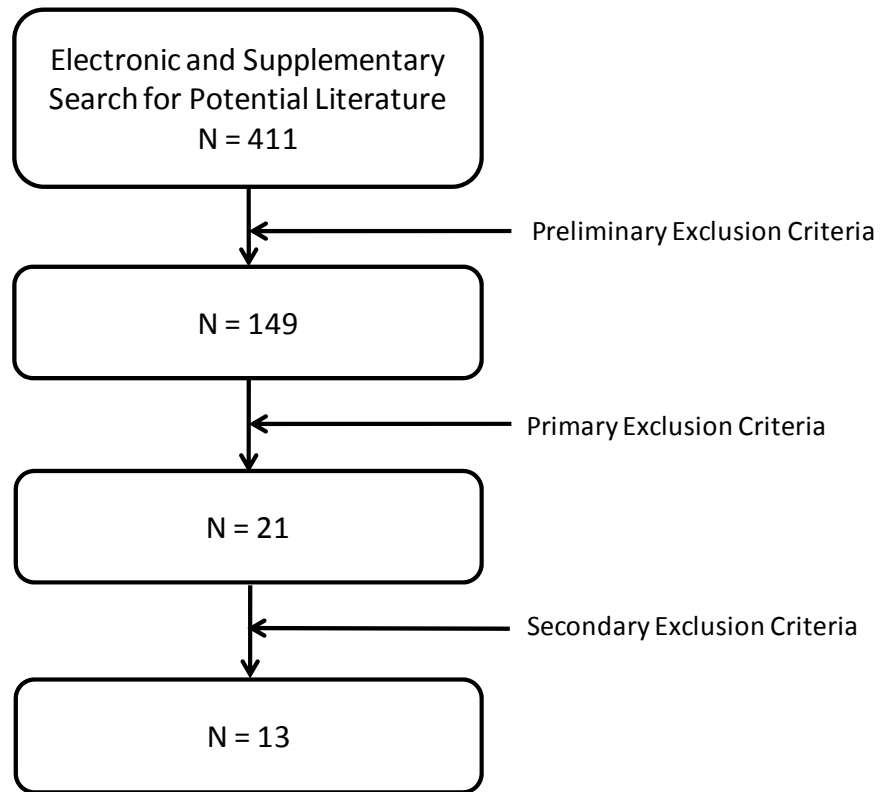 Electronic and Supplementary
Search for Potential Literature
N = 411
Preliminary Exclusion Criteria
N = 149
Primary Exclusion Criteria
N = 21
Secondary Exclusion Criteria
N = 13